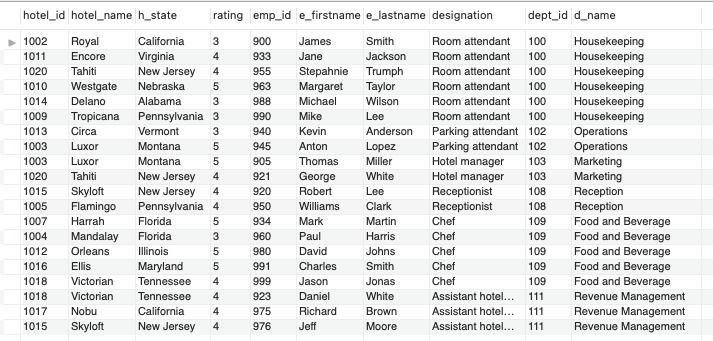 hotel_id hotel_name h_state rating emp_id e_firstname e_lastname designation dept_id d_name
1002 Royal California 3 900 James Smith Room attendant 100 Housekeeping
1011 Encore Virginia 4 933 Jane Jackson Room attendant 100 Housekeeping
1020 Tahiti New Jersey 4 955 Stepahnie Trumph Room attendant 100 Housekeeping
1010 Westgate Nebraska 5 963 Margaret Taylor Room attendant 100 Housekeeping
1014 Delano Alabama 3 988 Michael Wilson Room attendant 100 Housekeeping
1009 Tropicana Pennsylvania 3 990 Mike Lee Room attendant 100 Housekeeping
1013 Circa Vermont 3 940 Kevin Anderson Parking attendant 102 Operations
1003 Luxor Montana 5 945 Anton Lopez Parking attendant 102 Operations
1003 Luxor Montana 5 905 Thomas Miller Hotel manager 103 Marketing
1020 Tahiti New Jersey 4 921 George White Hotel manager 103 Marketing
1015 Skyloft New Jersey 4 920 Robert Lee Receptionist 108 Reception
1005 Flamingo Pennsylvania 4 950 Williams Clark Receptionist 108 Reception
1007 Harrah Florida 5 934 Mark Martin Chef 109 Food and Beverage
1004 Mandalay Florida 3 960 Paul Harris Chef 109 Food and Beverage
1012 Orleans Illinois 5 980 David Johns Chef 109 Food and Beverage
1016 Ellis Maryland 5 991 Charles Smith Chef 109 Food and Beverage
1018 Victorian Tennessee 4 999 Jason Jonas Chef 109 Food and Beverage
1018 Victorian Tennessee 4 923 Daniel White Assistant hotel... 111 Revenue Management
1017 Nobu California 4 975 Richard Brown Assistant hotel... 111 Revenue Management
1015 Skyloft New Jersey 4 976 Jeff Moore Assistant hotel... 111 Revenue Management